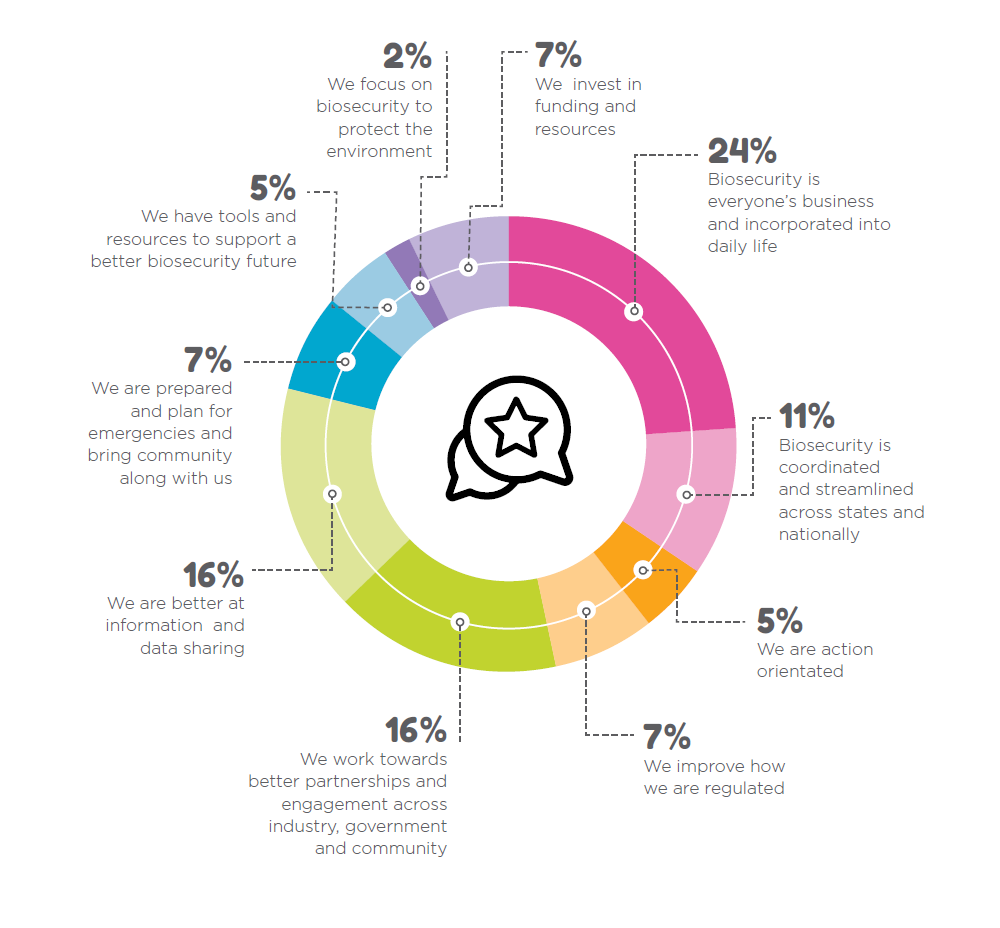 2%
We focus on
biosecurity to
protect the
environment
7%
We invest in
funding and
resources
24%
Biosecurity is
everyone's business
and incorporated into
daily life
5%
We have tools and
resources to support a
better biosecurity future
7%
We are prepared
and plan for
emergencies and
bring community
along with us
11%
Biosecurity is
coordinated
and streamlined
across states and
nationally
16%
We are better at
information and
data sharing
5%
We are action
orientated
16%
We work towards
better partnerships and
engagement across
industry, government
and community
7%
We improve how
we are regulated